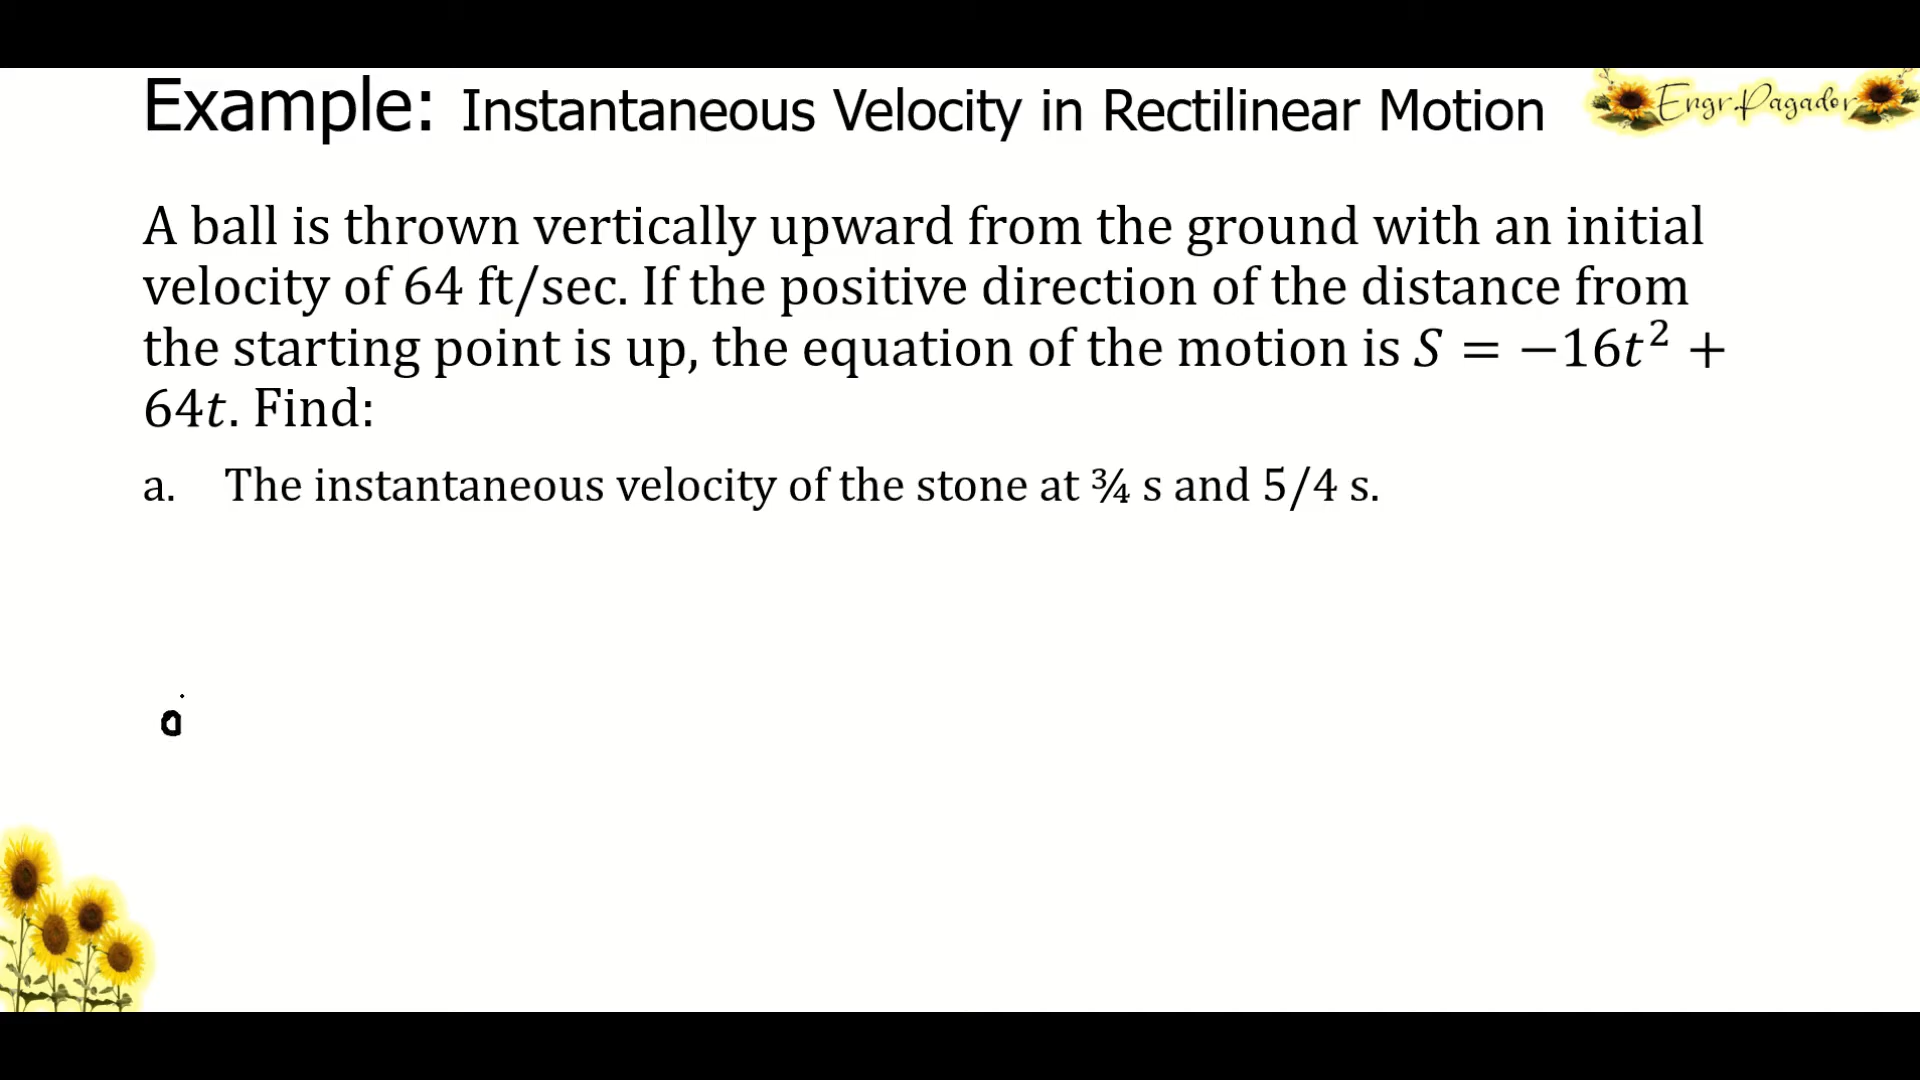 Example: Instantaneous Velocity in Rectilinear Motion
Engr.Pagador
A ball is thrown vertically upward from the ground with an initial
velocity of 64 ft/sec. If the positive direction of the distance from
the starting point is up, the equation of the motion is S = −16t² +
64t. Find:
a. The instantaneous velocity of the stone at ¾ s and 5/4 s.